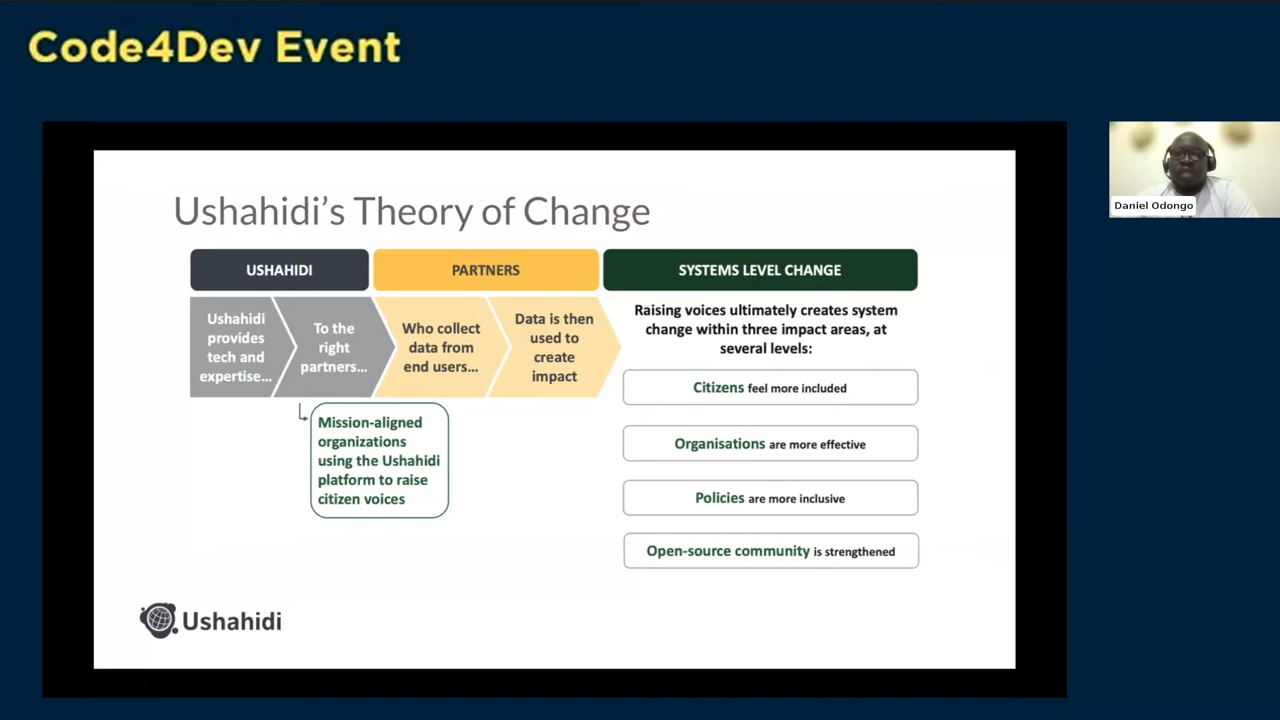 Code4Dev Event
Ushahidi's Theory of Change
USHAHIDI
PARTNERS
SYSTEMS LEVEL CHANGE
Ushahidi
provides
tech and
expertise...
To the
right
partners...
Who collect
data from
end users...
Data is then
used to
create
impact
Mission-aligned
organizations
using the Ushahidi
platform to raise
citizen voices
Raising voices ultimately creates system
change within three impact areas, at
several levels:
Citizens feel more included
Organisations are more effective
Policies are more inclusive
Open-source community is strengthened
Ushahidi
Daniel Odongo